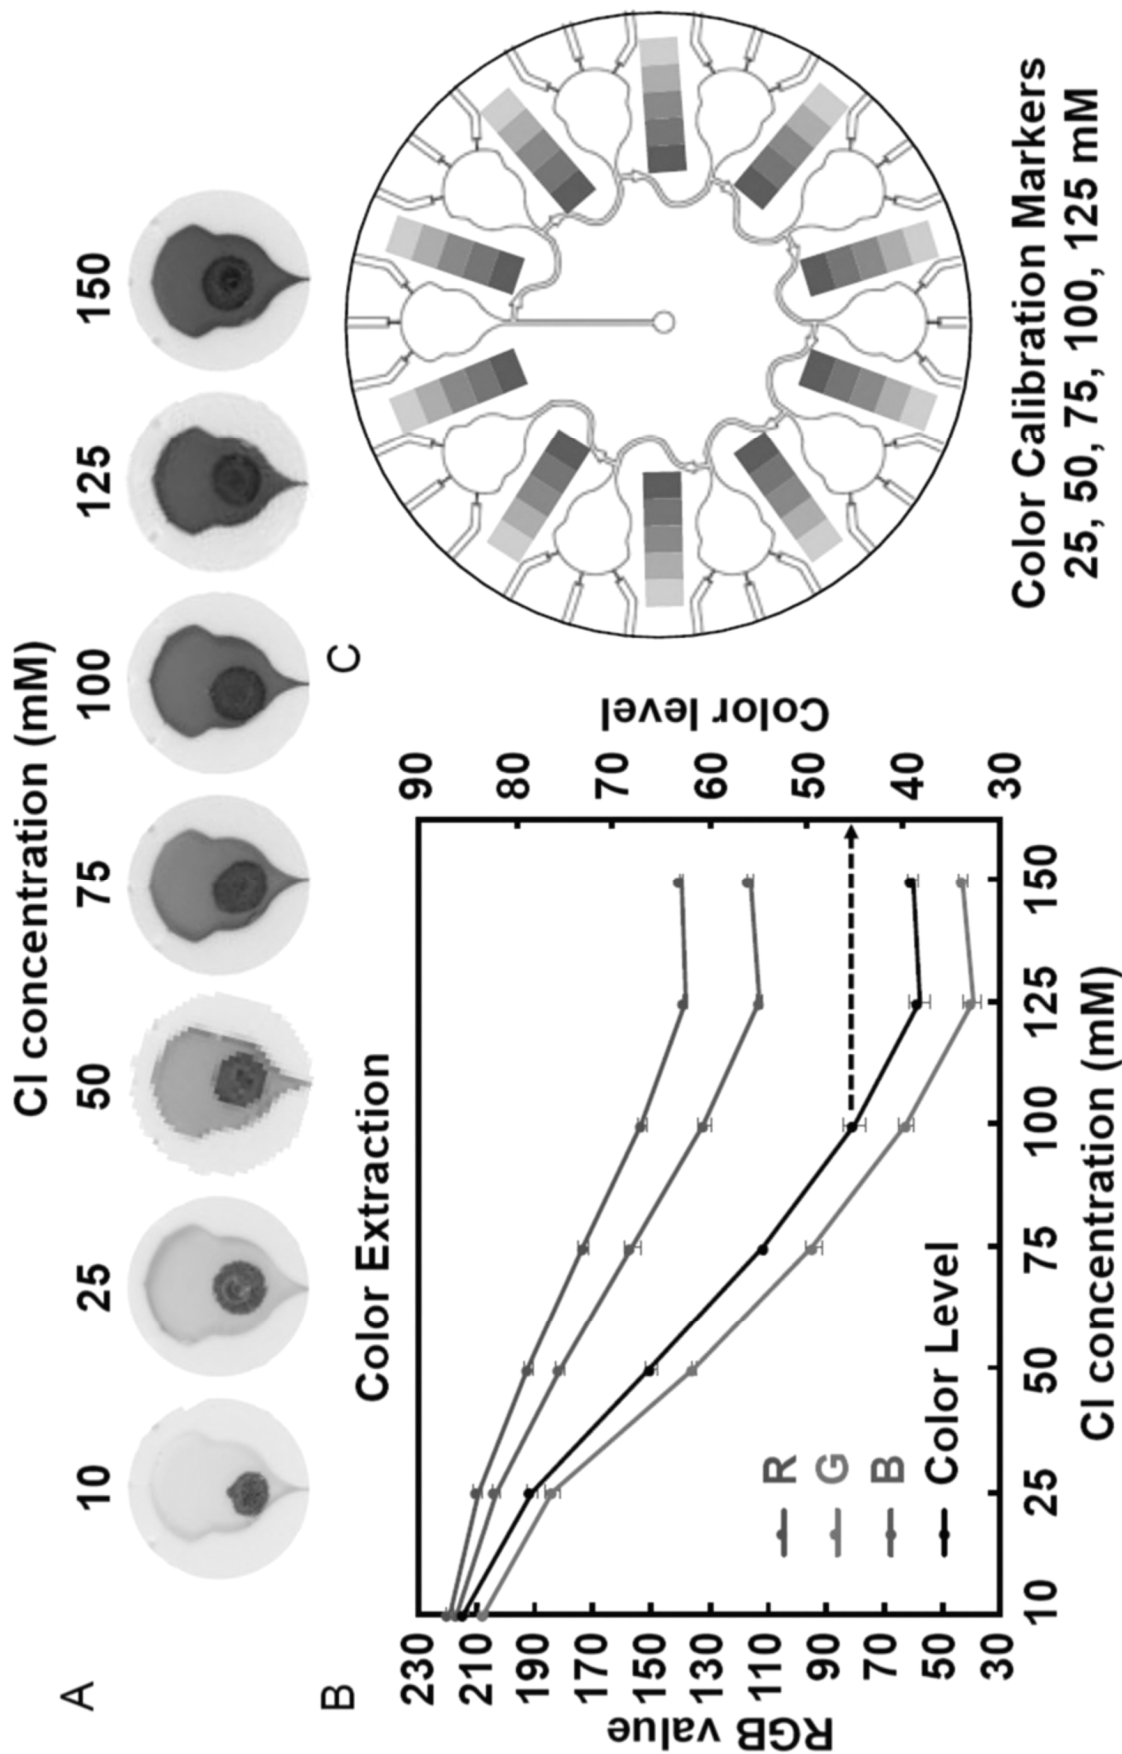 A
Cl concentration (mM)
10 25 50 75 100 125 150
B
Color Extraction
RGB value
230
210
190
170
150
130
110
90
70
50
30
R
G
B
Color Level
10 25 50 75 100 125 150
Cl concentration (mM)
90
80
70
60
50
40
30
Color level
C
Color Calibration Markers
25, 50, 75, 100, 125 mM